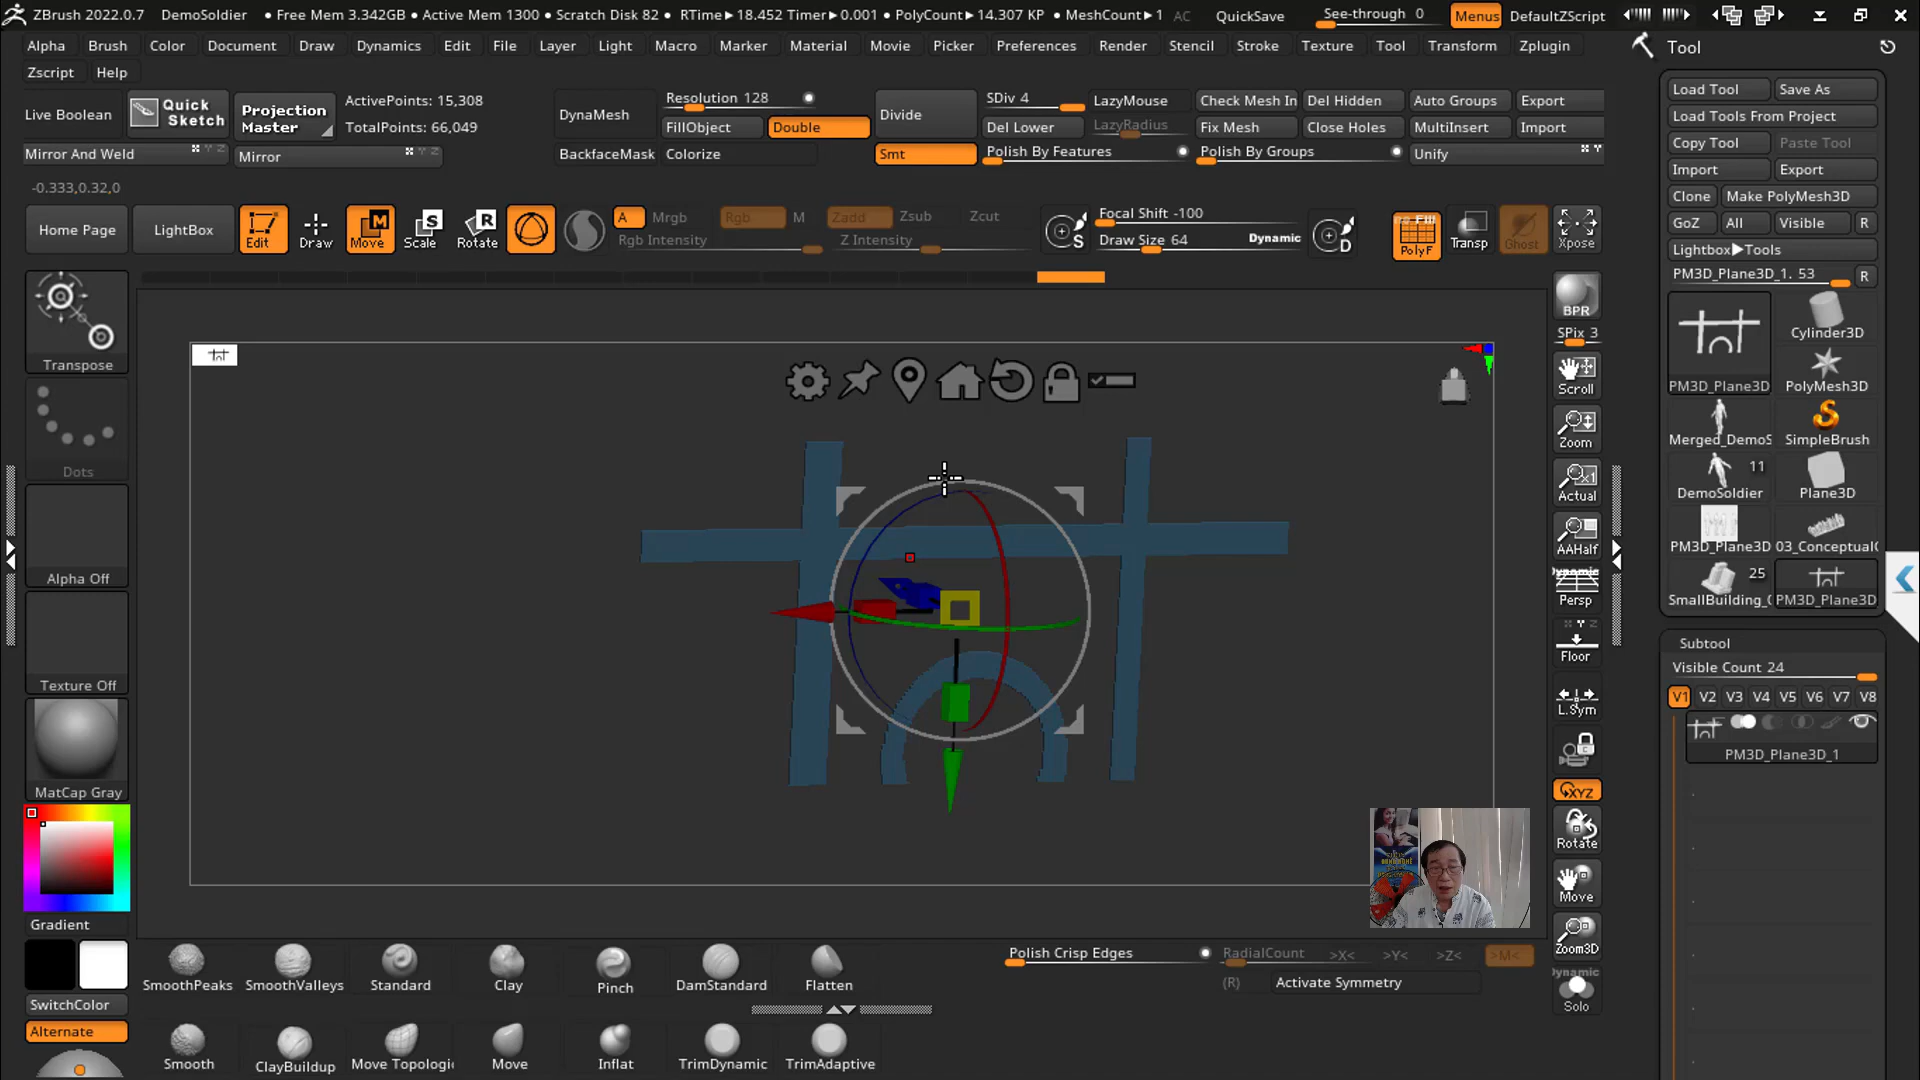 ZBrush 2022.0.7 DemoSoldier • Free Mem 3.342GB • Active Mem 1300 • Scratch Disk 82 • RTime▶18.452 Timer▶0.001 • PolyCount▶14.307 KP • MeshCount▶1 AC QuickSave See-through 0 Menus DefaultZScript
Alpha Brush Color Document Draw Dynamics Edit File Layer Light Macro Marker Material Movie Picker Preferences Render Stencil Stroke Texture Tool Transform Zplugin
Zscript Help
Live Boolean
Quick Sketch
Projection Master
ActivePoints: 15,308
TotalPoints: 66,049
Mirror And Weld
Mirror
DynaMesh
BackfaceMask
Resolution 128
FillObject Double
Colorize
Divide
Smt
SDiv 4
Del Lower
LazyMouse
LazyRadius
Polish By Features
Check Mesh In Del Hidden Auto Groups Export
Fix Mesh Close Holes MultiInsert Import
Polish By Groups Unify
-0.333,0.32,0
Home Page LightBox Edit Draw Move Scale Rotate
A Mrgb Rgb M Zadd Zsub Zcut
Rgb Intensity Z Intensity
S
Focal Shift -100
Draw Size 64 Dynamic
D
Fill
PolyF Transp Ghost Xpose
Transpose
Dots
Alpha Off
Texture Off
MatCap Gray
Gradient
SwitchColor
Alternate
BPR
SPix 3
Scroll
Zoom
Actual
AAHalf
Dynamic
Persp
Floor
L.Sym
XYZ
Rotate
Move
Zoom3D
Dynamic
Solo
SmoothPeaks SmoothValleys Standard Clay Pinch DamStandard Flatten
Smooth ClayBuildup Move Topologic Move Inflat TrimDynamic TrimAdaptive
Polish Crisp Edges
RadialCount >X< >Y< >Z< >M<
(R) Activate Symmetry
Tool
Load Tool Save As
Load Tools From Project
Copy Tool Paste Tool
Import Export
Clone Make PolyMesh3D
GoZ All Visible R
Lightbox▶Tools
PM3D_Plane3D_1. 53 R
PM3D_Plane3D Cylinder3D
PolyMesh3D
Merged_DemoS SimpleBrush
11
DemoSoldier Plane3D
PM3D_Plane3D 03_Conceptual(
25
SmallBuilding_( PM3D_Plane3D
Subtool
Visible Count 24
V1 V2 V3 V4 V5 V6 V7 V8
PM3D_Plane3D_1